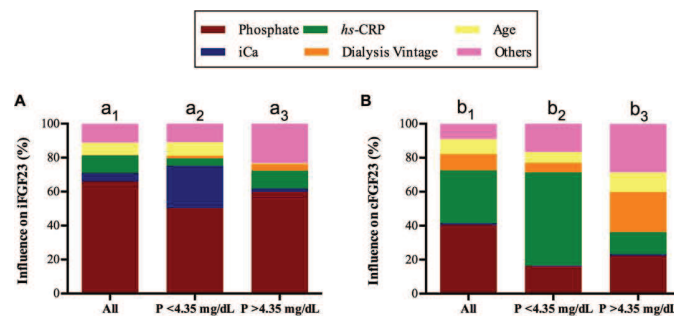 Phosphate hs-CRP Age
iCa Dialysis Vintage Others
A a1 a2 a3
100
80
60
40
20
0
Influence on iFGF23 (%)
All P <4.35 mg/dL P >4.35 mg/dL
B b1 b2 b3
100
80
60
40
20
0
Influence on cFGF23 (%)
All P <4.35 mg/dL P >4.35 mg/dL